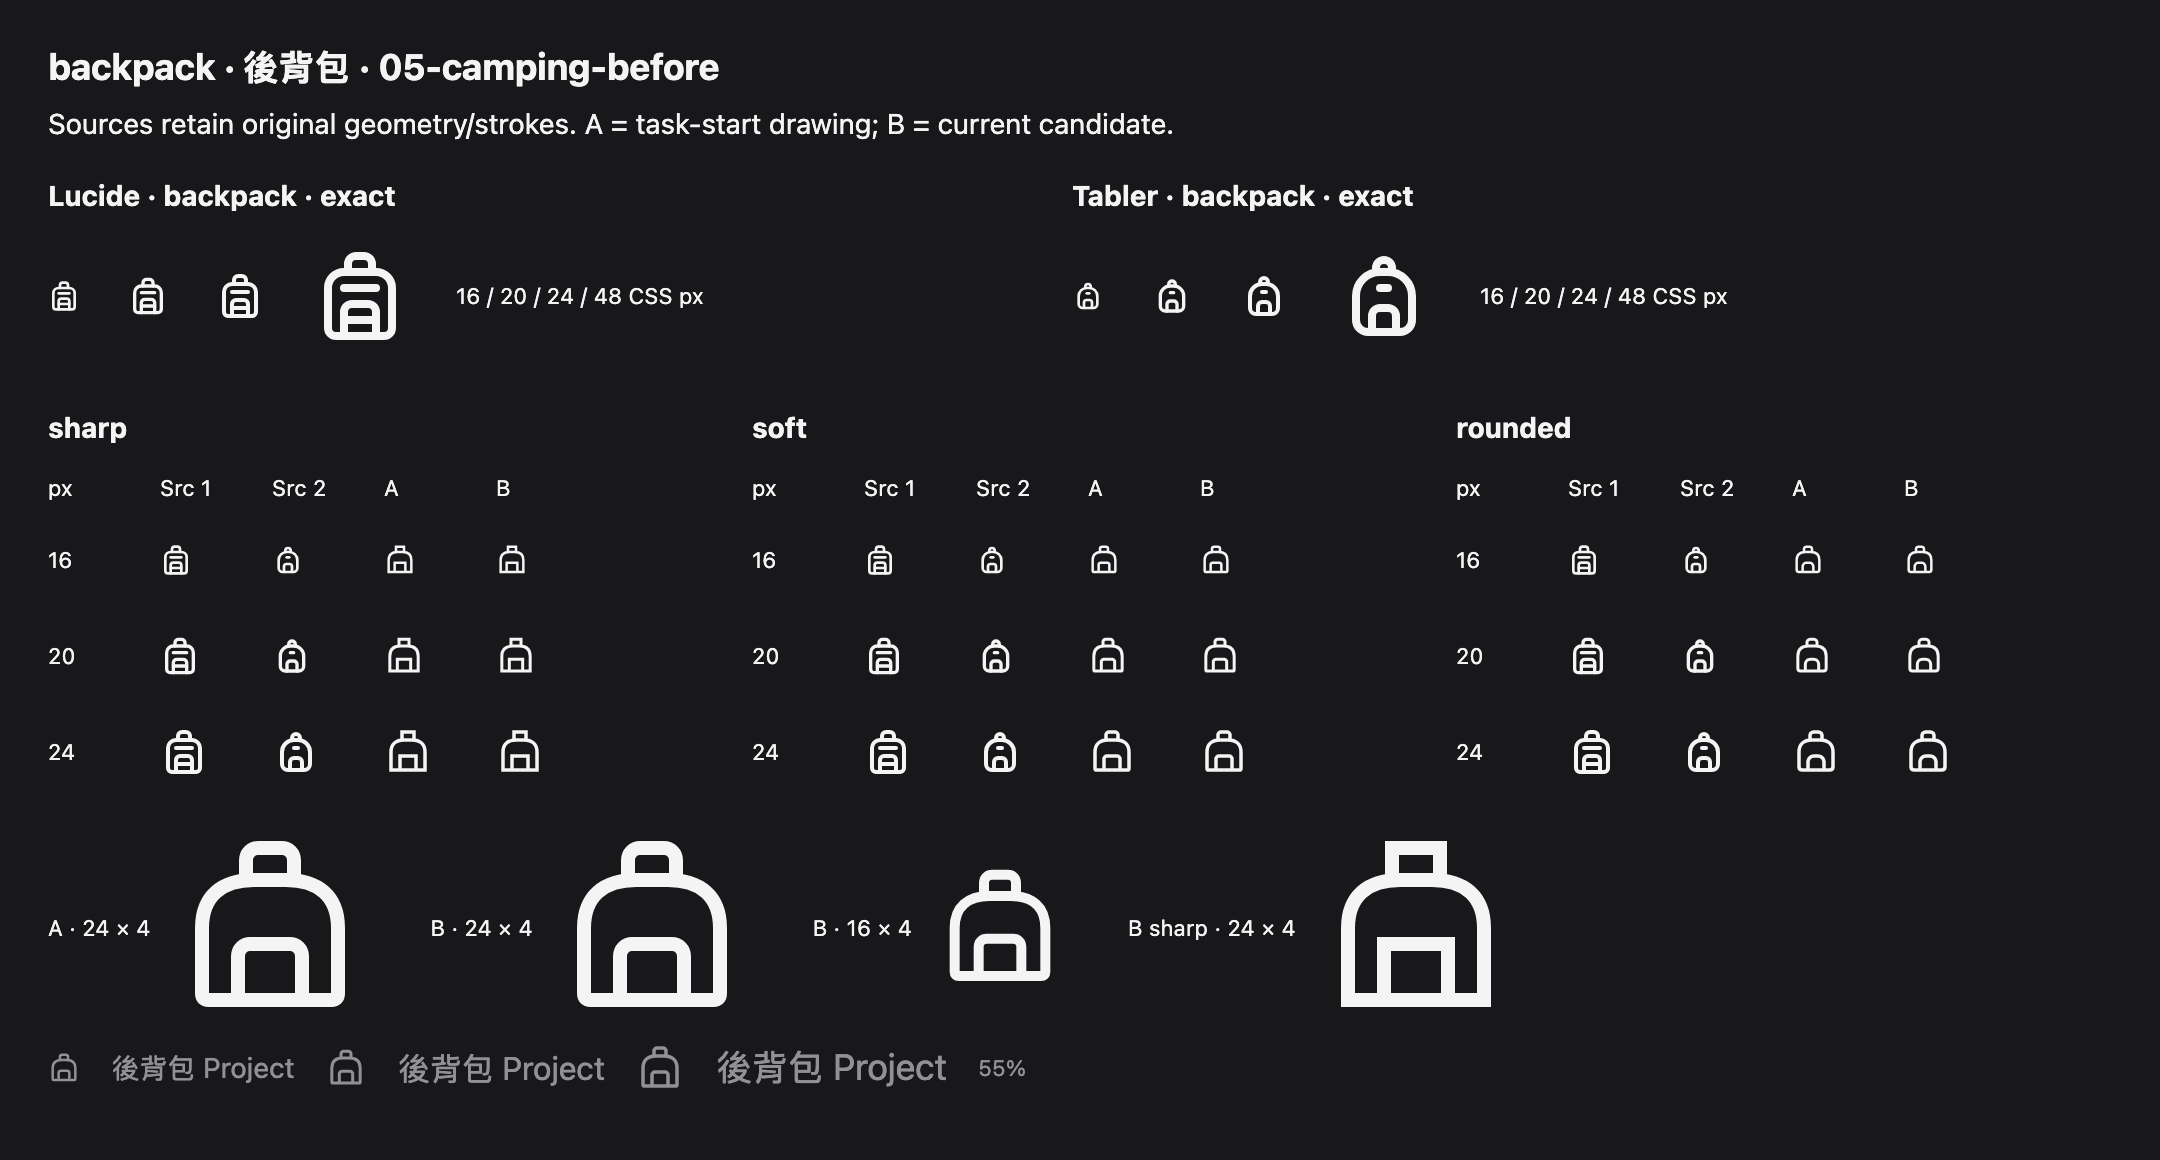 backpack · 後背包 · 05-camping-before
Sources retain original geometry/strokes. A = task-start drawing; B = current candidate.
Lucide · backpack · exact
Tabler · backpack · exact
16 / 20 / 24 / 48 CSS px
16 / 20 / 24 / 48 CSS px
sharp
soft
rounded
px Src 1 Src 2 A B
px Src 1 Src 2 A B
px Src 1 Src 2 A B
16
16
16
20
20
20
24
24
24
A · 24 × 4
B · 24 × 4
B · 16 × 4
B sharp · 24 × 4
後背包 Project
後背包 Project
後背包 Project
55%